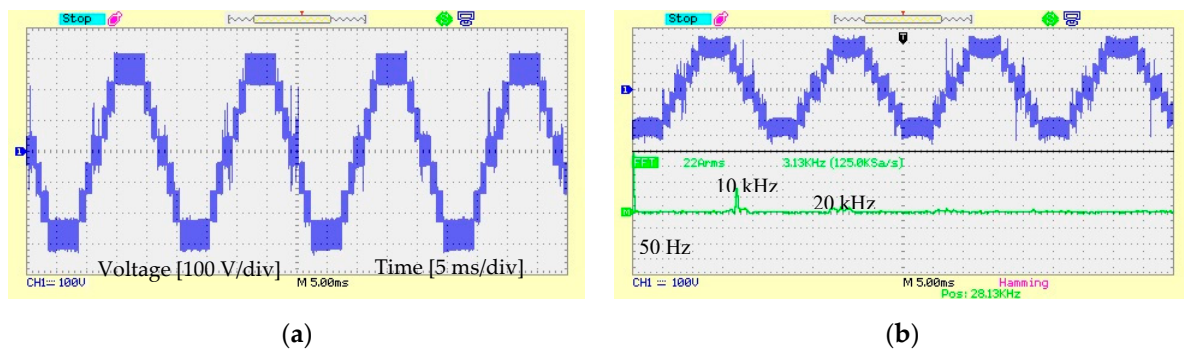 Stop
1
Voltage [100 V/div]
Time [5 ms/div]
CH1 100V
M 5.00ms
(a)
Stop
T
1
FFT 22Arms 3.13KHz (125.0KSa/s)
10 kHz
20 kHz
M
50 Hz
CH1 100V
M 5.00ms
Hamming
Pos: 28.13KHz
(b)